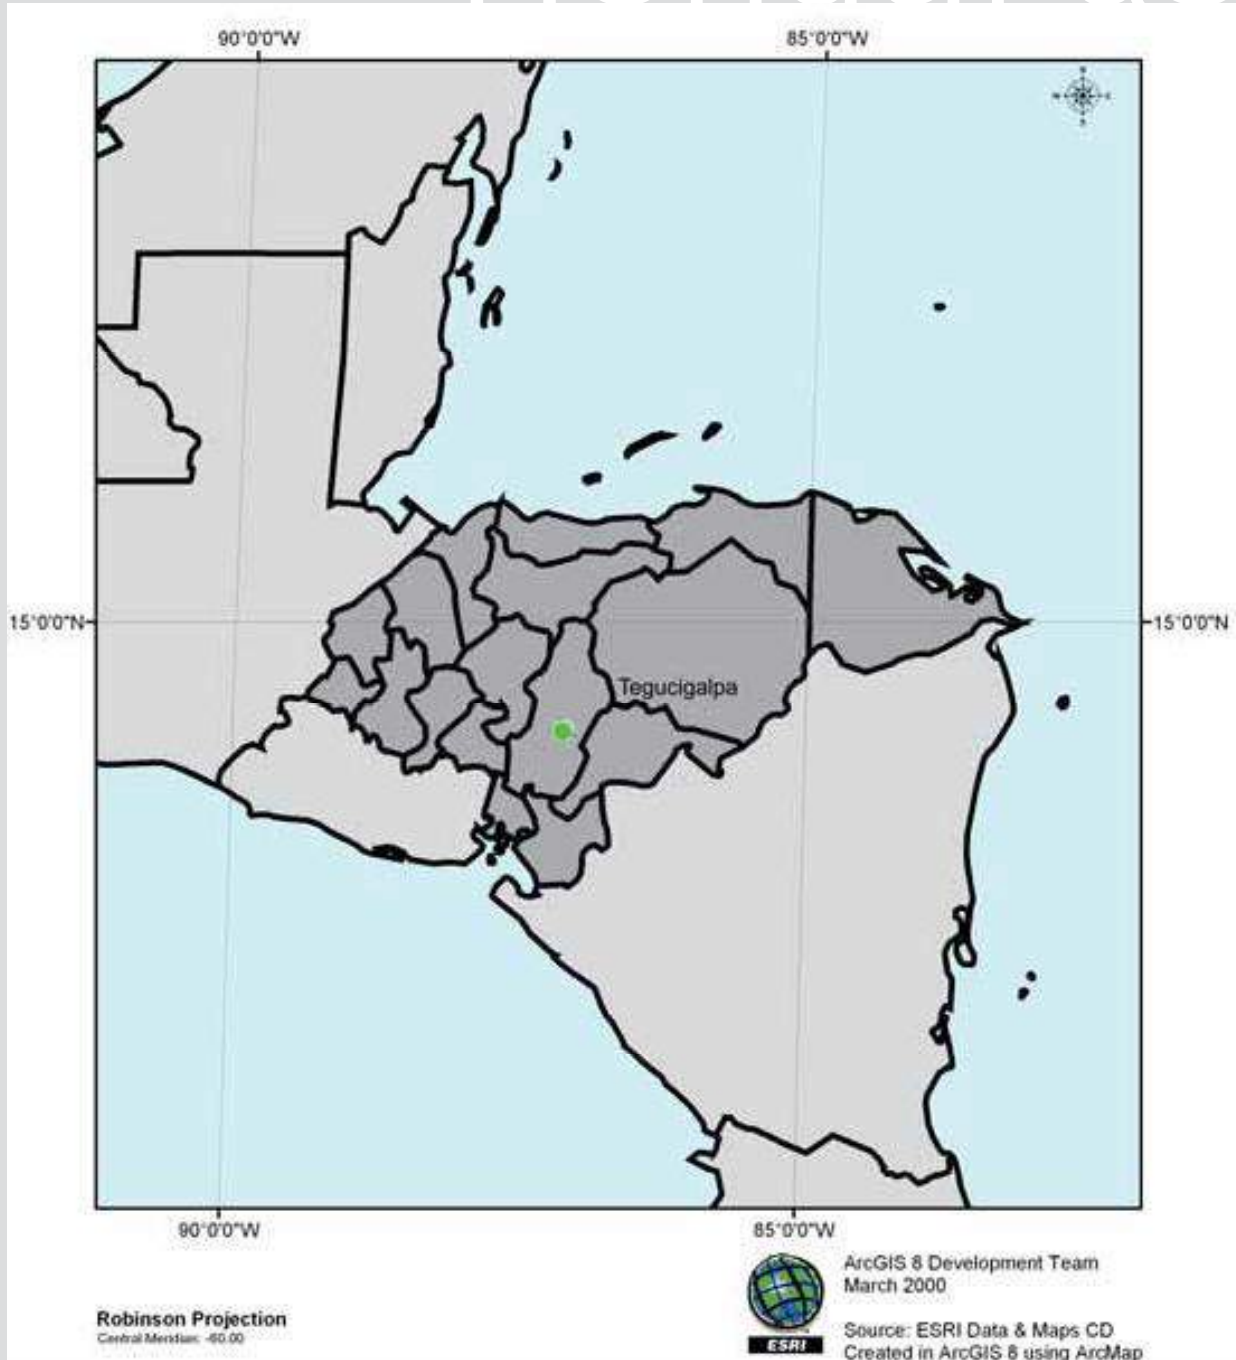 90°0'0"W 85°0'0"W
15°0'0"N 15°0'0"N
Tegucigalpa
90°0'0"W 85°0'0"W
Robinson Projection
Central Meridian: -60.00
ESRI
ArcGIS 8 Development Team
March 2000
Source: ESRI Data & Maps CD
Created in ArcGIS 8 using ArcMap